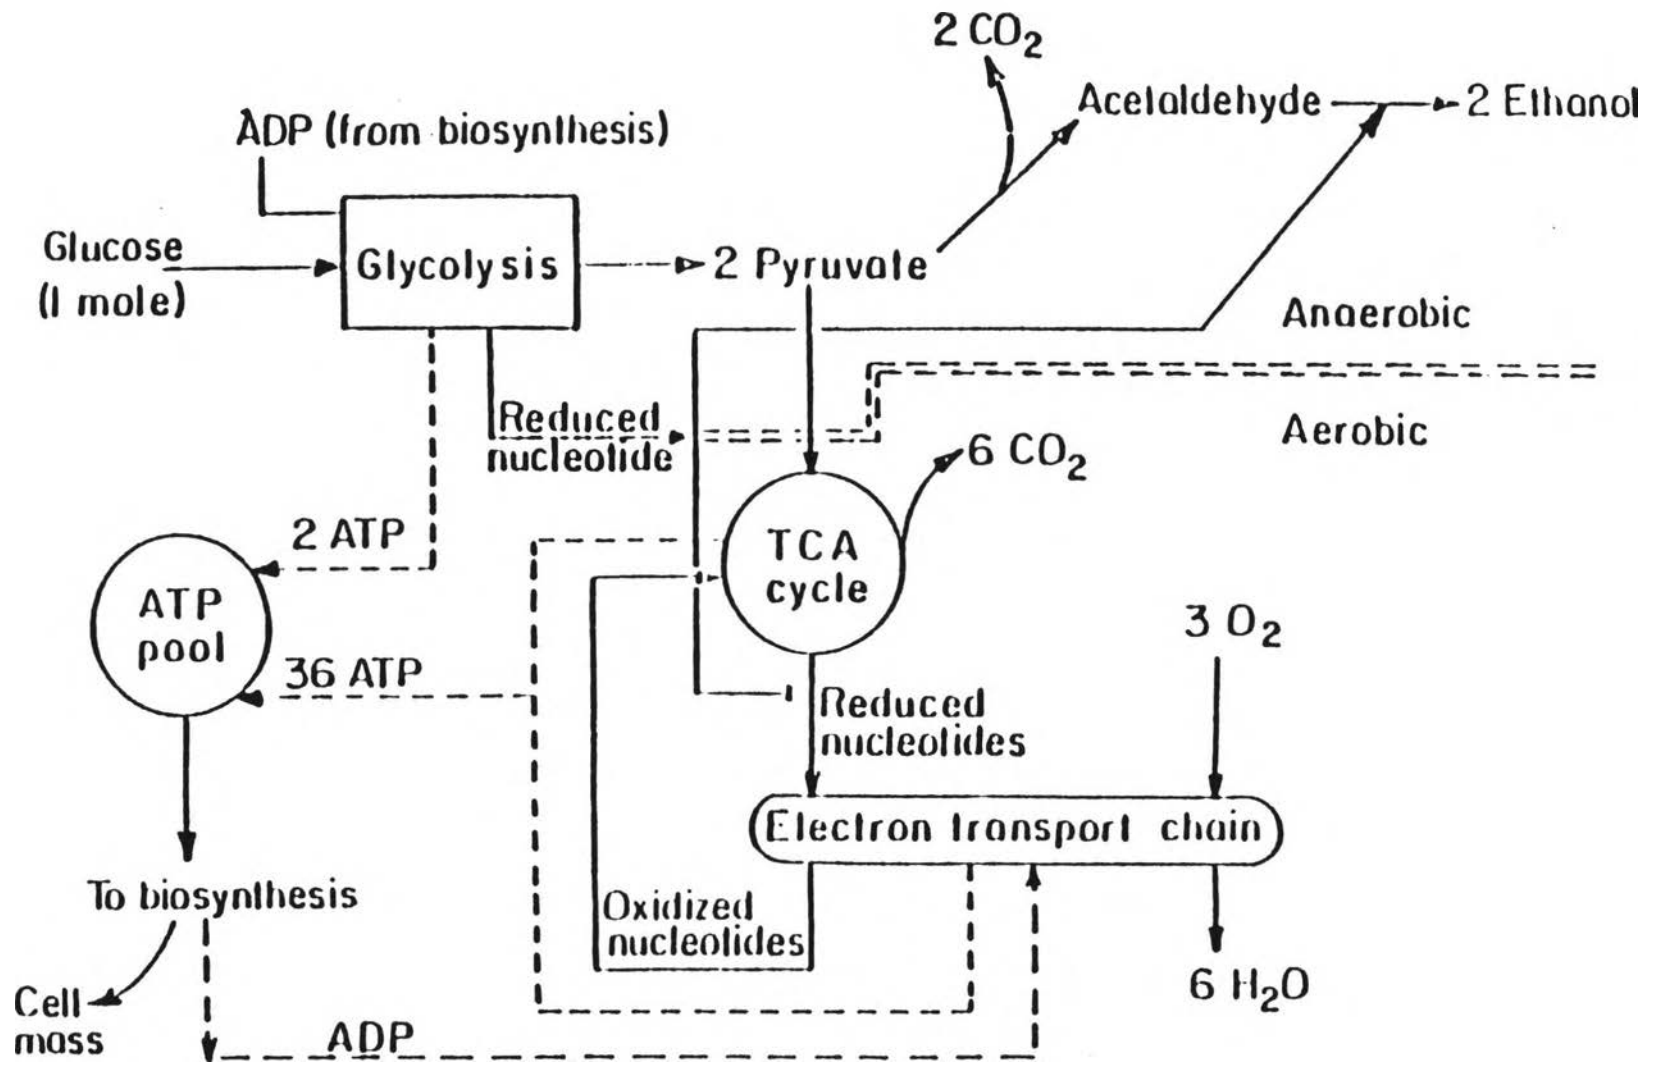 2 CO₂
Acetaldehyde
2 Ethanol
ADP (from biosynthesis)
Glucose
(1 mole)
Glycolysis
2 Pyruvate
Anaerobic
Aerobic
Reduced
nucleotide
6 CO₂
2 ATP
TCA
cycle
ATP
pool
36 ATP
3 O₂
Reduced
nucleotides
Electron transport chain
To biosynthesis
Oxidized
nucleotides
Cell
mass
6 H₂O
ADP